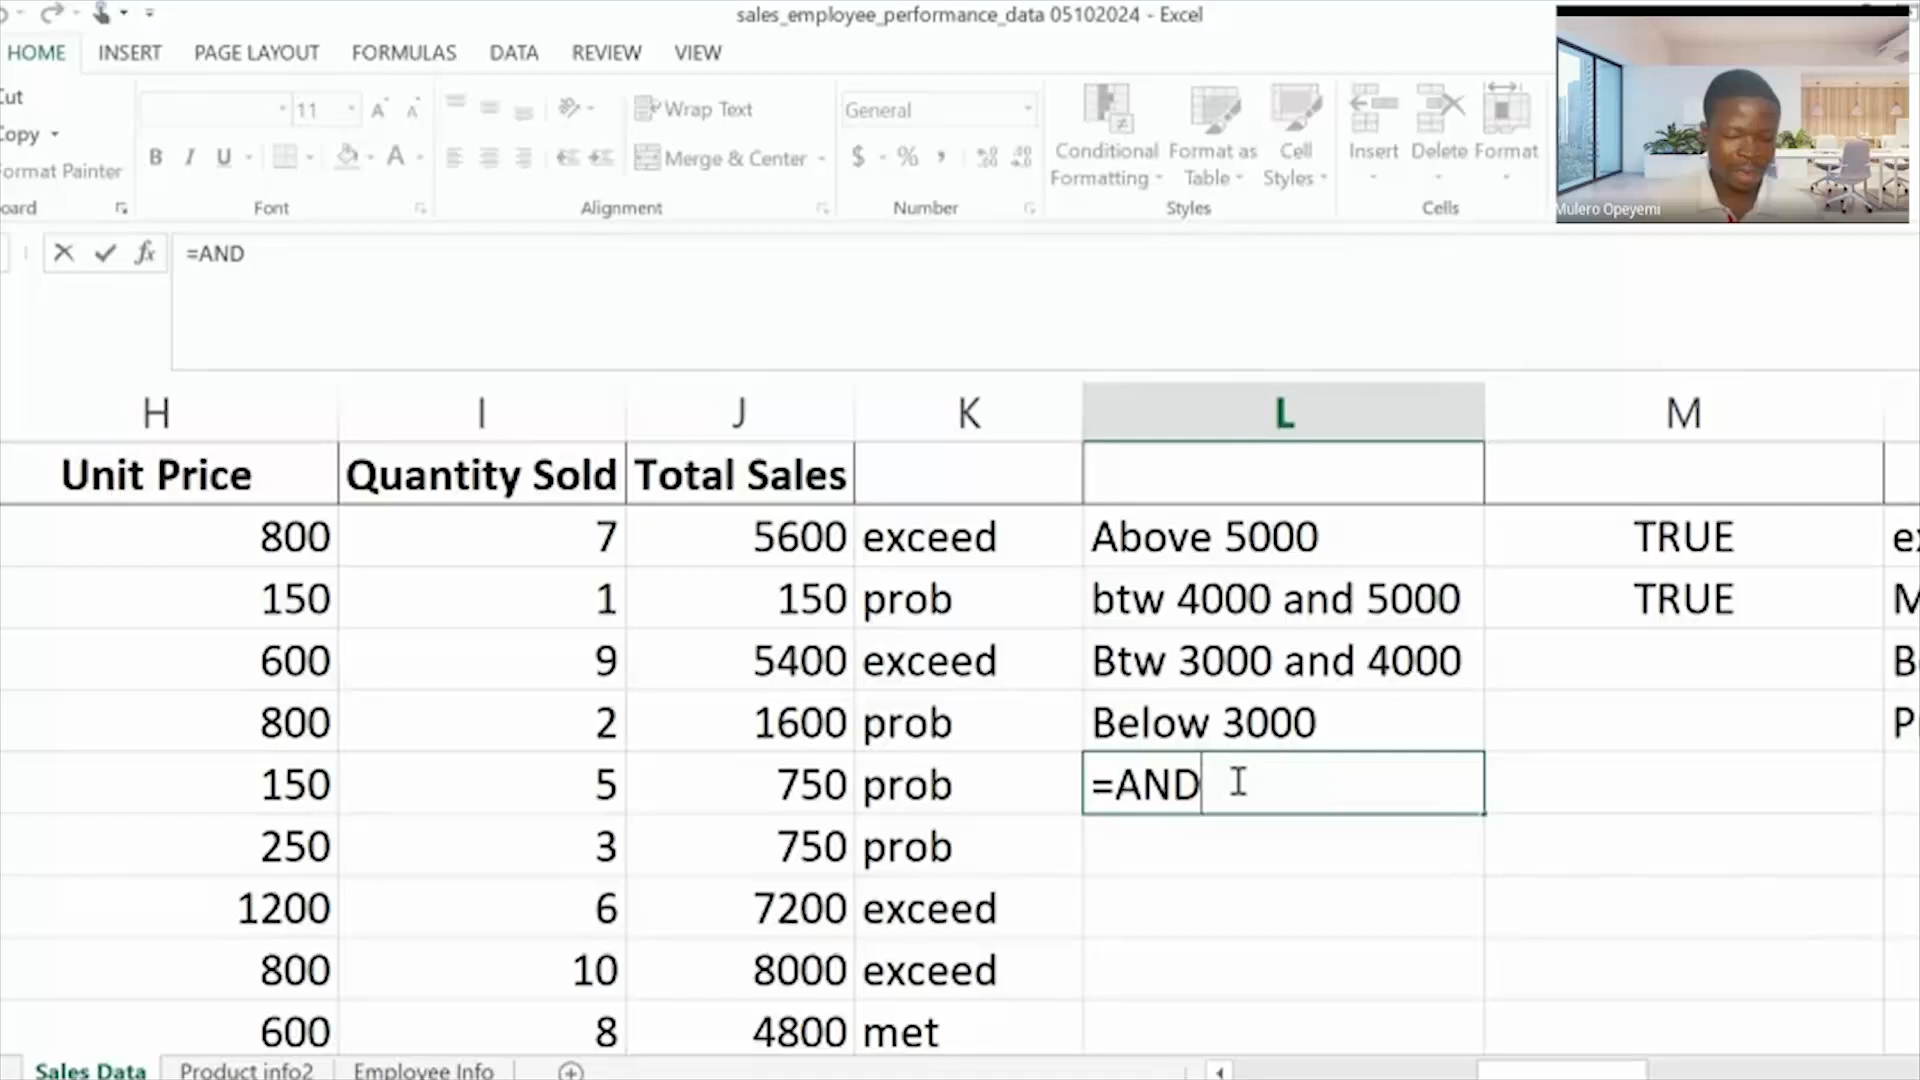 sales_employee_performance_data 05102024 - Excel
HOME INSERT PAGE LAYOUT FORMULAS DATA REVIEW VIEW
Cut
Copy
Format Painter
11
Wrap Text
General
Merge & Center
Conditional Formatting
Format as Table
Cell Styles
Insert
Delete
Format
Font
Alignment
Number
Styles
Cells
Mulero Opeyemi
=AND
H I J K L M
Unit Price Quantity Sold Total Sales
800 7 5600 exceed Above 5000 TRUE
150 1 150 prob btw 4000 and 5000 TRUE
600 9 5400 exceed Btw 3000 and 4000
800 2 1600 prob Below 3000
150 5 750 prob =AND
250 3 750 prob
1200 6 7200 exceed
800 10 8000 exceed
600 8 4800 met
Sales Data Product info2 Employee Info